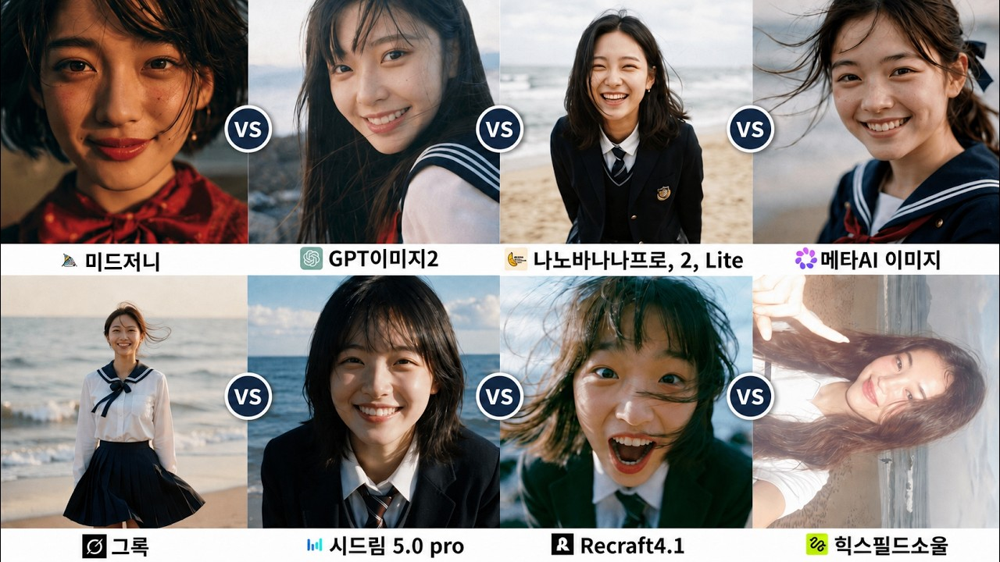 VS
VS
VS
미드저니
GPT이미지2
나노바나나프로, 2, Lite
메타AI 이미지
VS
VS
VS
그록
시드림 5.0 pro
Recraft4.1
힉스필드소울